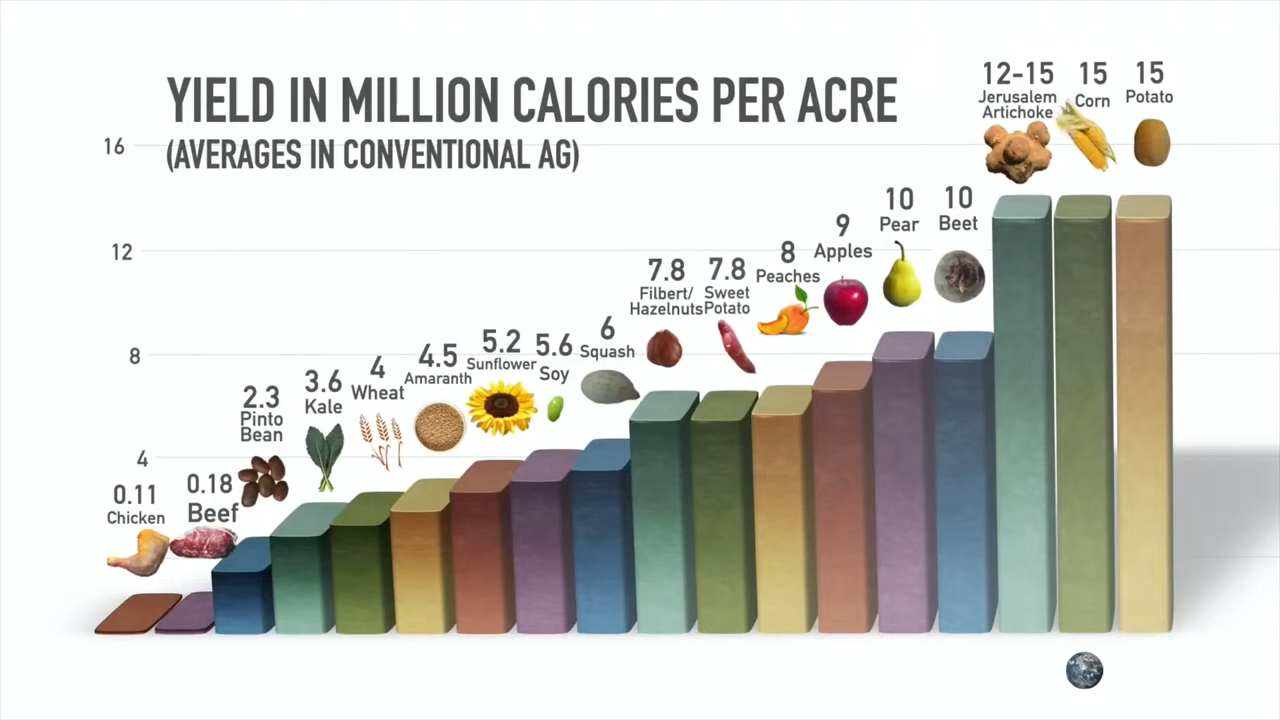 YIELD IN MILLION CALORIES PER ACRE
(AVERAGES IN CONVENTIONAL AG)
16
12
8
4
0.11
Chicken
0.18
Beef
2.3
Pinto
Bean
3.6
Kale
4
Wheat
4.5
Amaranth
5.2
Sunflower
5.6
Soy
6
Squash
7.8
Filbert/
Hazelnuts
7.8
Sweet
Potato
8
Peaches
9
Apples
10
Pear
10
Beet
12-15
Jerusalem
Artichoke
15
Corn
15
Potato